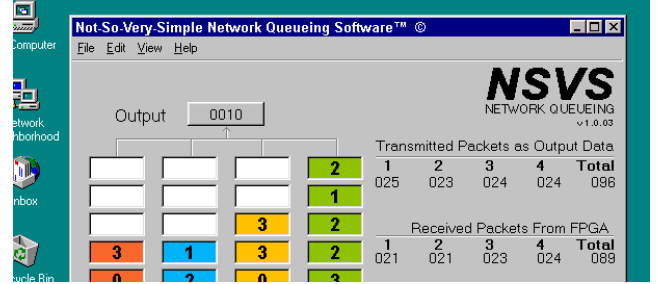 Computer
Not-So-Very-Simple Network Queueing Software™ ©
File Edit View Help
NSVS
NETWORK QUEUEING
v 1.0.03
etwork
hborhood
Output 0010
Transmitted Packets as Output Data
1 2 3 4 Total
025 023 024 024 096
2
1
nbox
3 2
Received Packets From FPGA
1 2 3 4 Total
021 021 023 024 089
3 1 3 2
0 2 0 3
ycle Bin